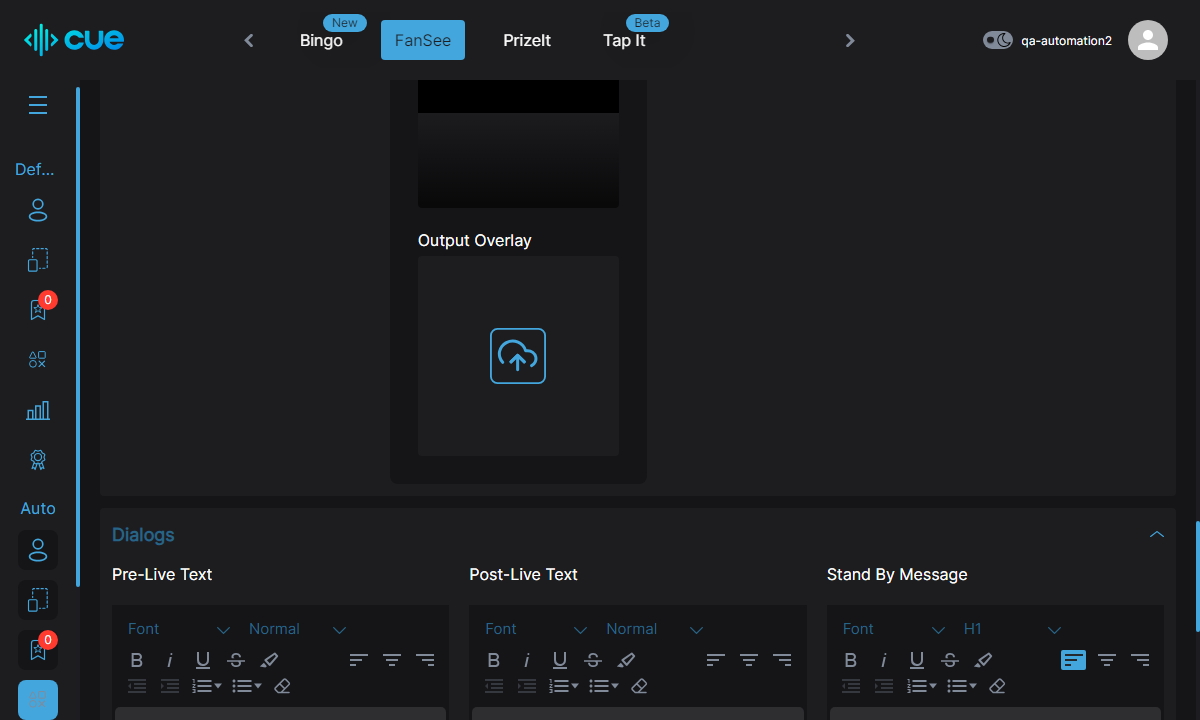 cue
Bingo
New
FanSee
PrizeIt
Tap It
Beta
qa-automation2
Def...
0
Auto
0
Output Overlay
Dialogs
Pre-Live Text
Post-Live Text
Stand By Message
Font
Normal
Font
Normal
Font
H1